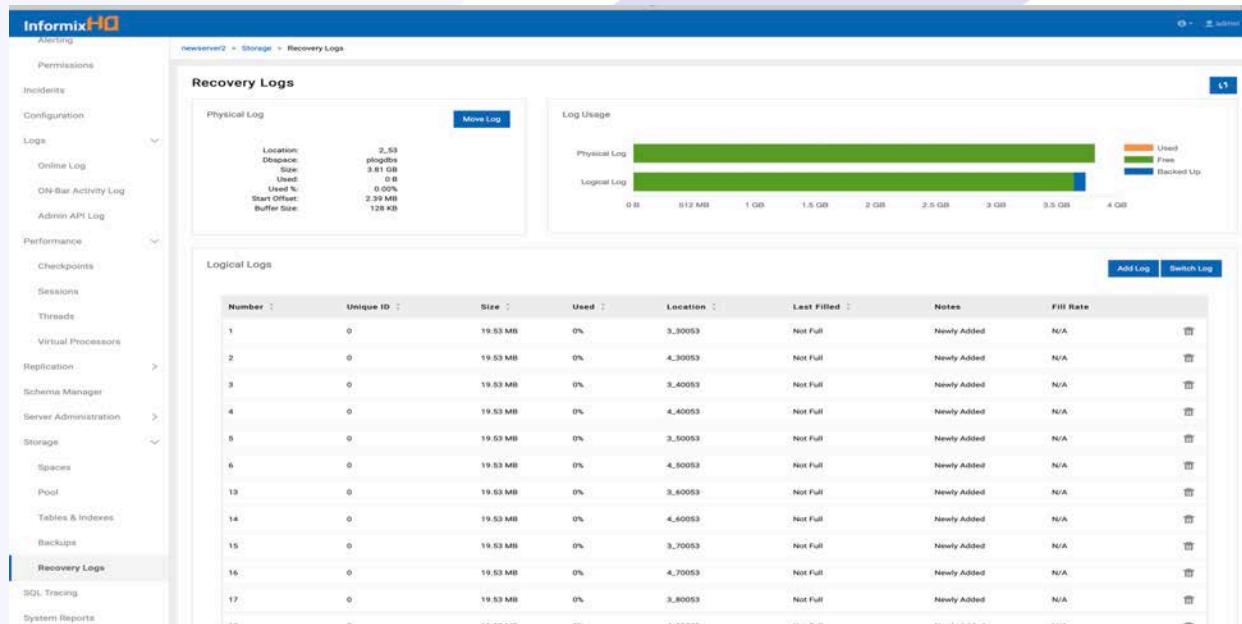 InformixHQ
admin
Alerting
Permissions
Incidents
Configuration
Logs
Online Log
ON-Bar Activity Log
Admin API Log
Performance
Checkpoints
Sessions
Threads
Virtual Processors
Replication
Schema Manager
Server Administration
Storage
Spaces
Pool
Tables & Indexes
Backups
Recovery Logs
SQL Tracing
System Reports
newserver2 > Storage > Recovery Logs
Recovery Logs
Physical Log
Move Log
Location: 2_53
Dbspace: plogdbs
Size: 3.81 GB
Used: 0 B
Used %: 0.00%
Start Offset: 2.39 MB
Buffer Size: 128 KB
Log Usage
Physical Log
Logical Log
0 B 512 MB 1 GB 1.5 GB 2 GB 2.5 GB 3 GB 3.5 GB 4 GB
Used
Free
Backed Up
Logical Logs
Add Log Switch Log
Number Unique ID Size Used Location Last Filled Notes Fill Rate
1 0 19.53 MB 0% 3_30053 Not Full Newly Added N/A
2 0 19.53 MB 0% 4_30053 Not Full Newly Added N/A
3 0 19.53 MB 0% 3_40053 Not Full Newly Added N/A
4 0 19.53 MB 0% 4_40053 Not Full Newly Added N/A
5 0 19.53 MB 0% 3_50053 Not Full Newly Added N/A
6 0 19.53 MB 0% 4_50053 Not Full Newly Added N/A
13 0 19.53 MB 0% 3_60053 Not Full Newly Added N/A
14 0 19.53 MB 0% 4_60053 Not Full Newly Added N/A
15 0 19.53 MB 0% 3_70053 Not Full Newly Added N/A
16 0 19.53 MB 0% 4_70053 Not Full Newly Added N/A
17 0 19.53 MB 0% 3_80053 Not Full Newly Added N/A